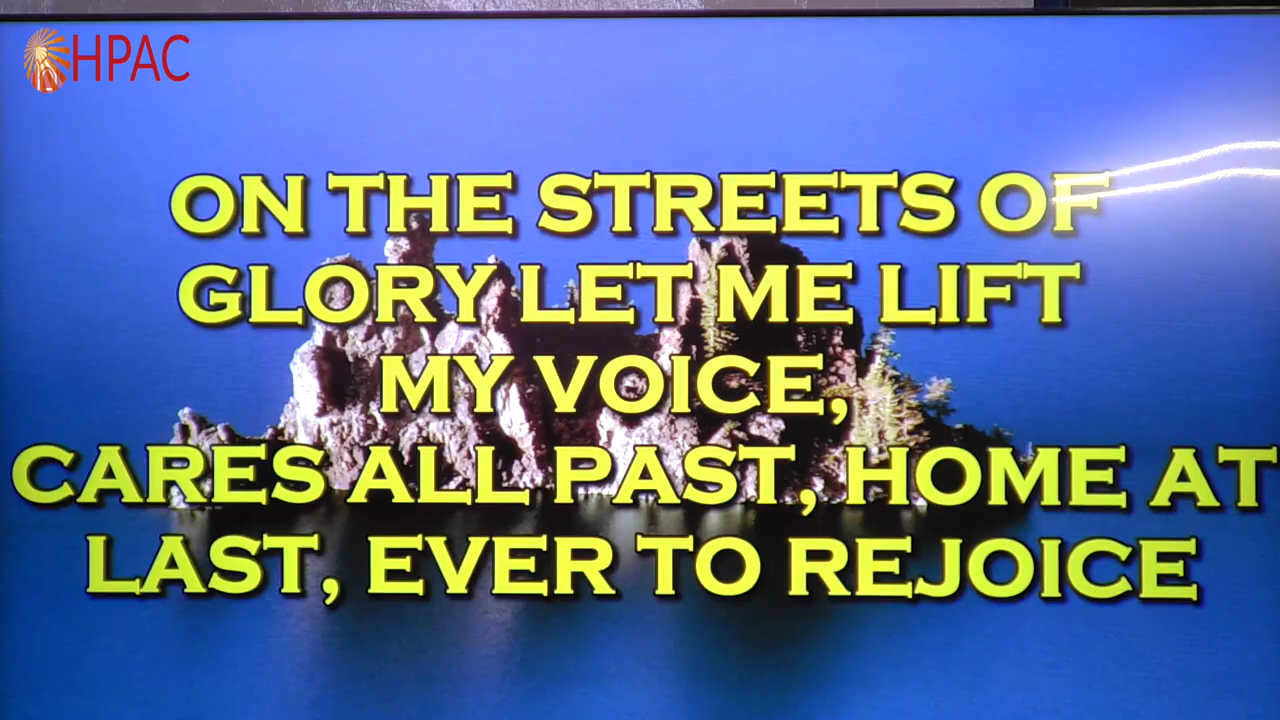 HPAC
ON THE STREETS OF
GLORY LET ME LIFT
MY VOICE,
CARES ALL PAST, HOME AT
LAST, EVER TO REJOICE